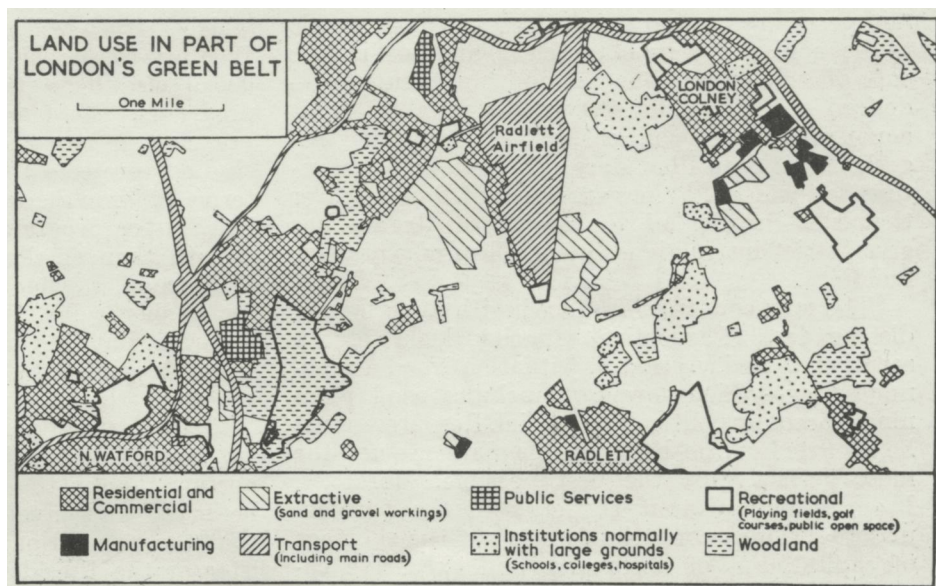 LAND USE IN PART OF
LONDON'S GREEN BELT
One Mile
Radlett
Airfield
LONDON
COLNEY
N. WATFORD
RADLETT
Residential and
Commercial
Extractive
(Sand and gravel workings)
Public Services
Recreational
(Playing fields, golf
courses, public open space)
Manufacturing
Transport
(Including main roads)
Institutions normally
with large grounds
(Schools, colleges, hospitals)
Woodland